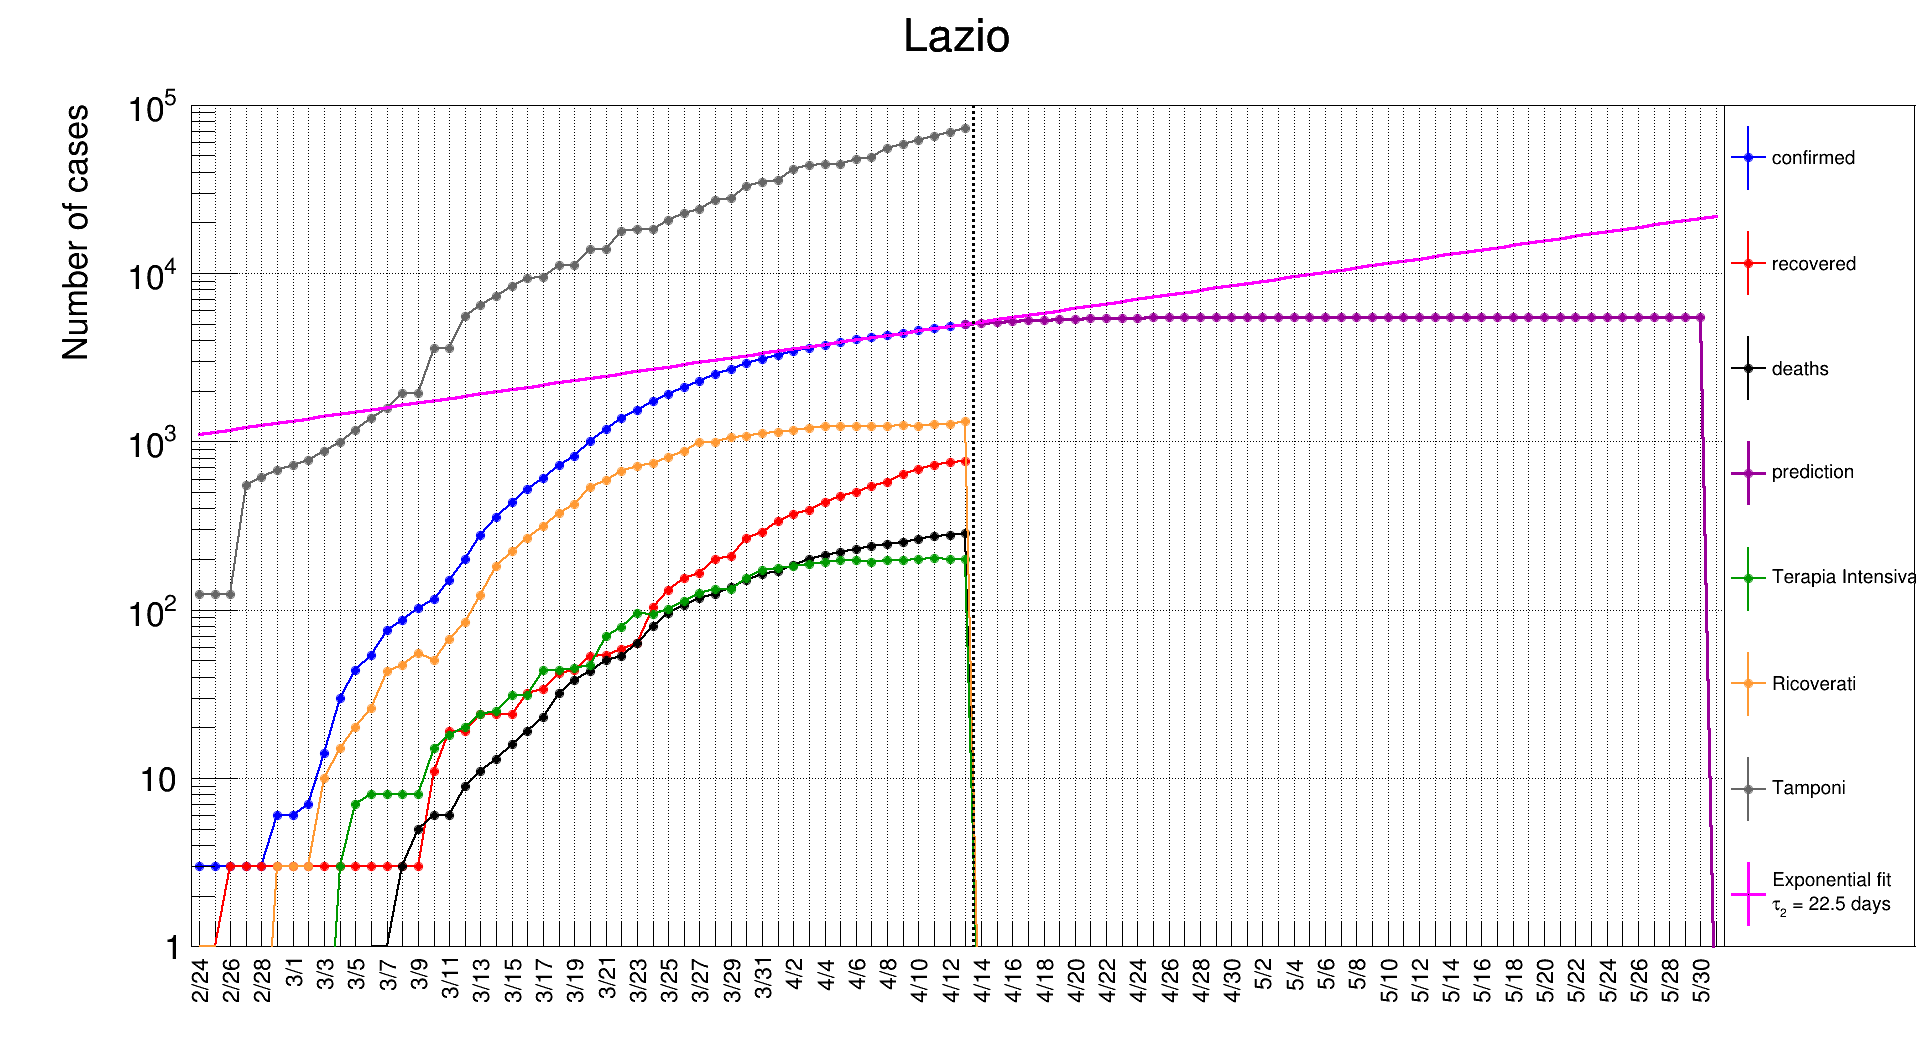 Lazio
Number of cases
10^5
10^4
10^3
10^2
10
1
2/24 2/26 2/28 3/1 3/3 3/5 3/7 3/9 3/11 3/13 3/15 3/17 3/19 3/21 3/23 3/25 3/27 3/29 3/31 4/2 4/4 4/6 4/8 4/10 4/12 4/14 4/16 4/18 4/20 4/22 4/24 4/26 4/28 4/30 5/2 5/4 5/6 5/8 5/10 5/12 5/14 5/16 5/18 5/20 5/22 5/24 5/26 5/28 5/30
confirmed
recovered
deaths
prediction
Terapia Intensiva
Ricoverati
Tamponi
Exponential fit
τ₂ = 22.5 days